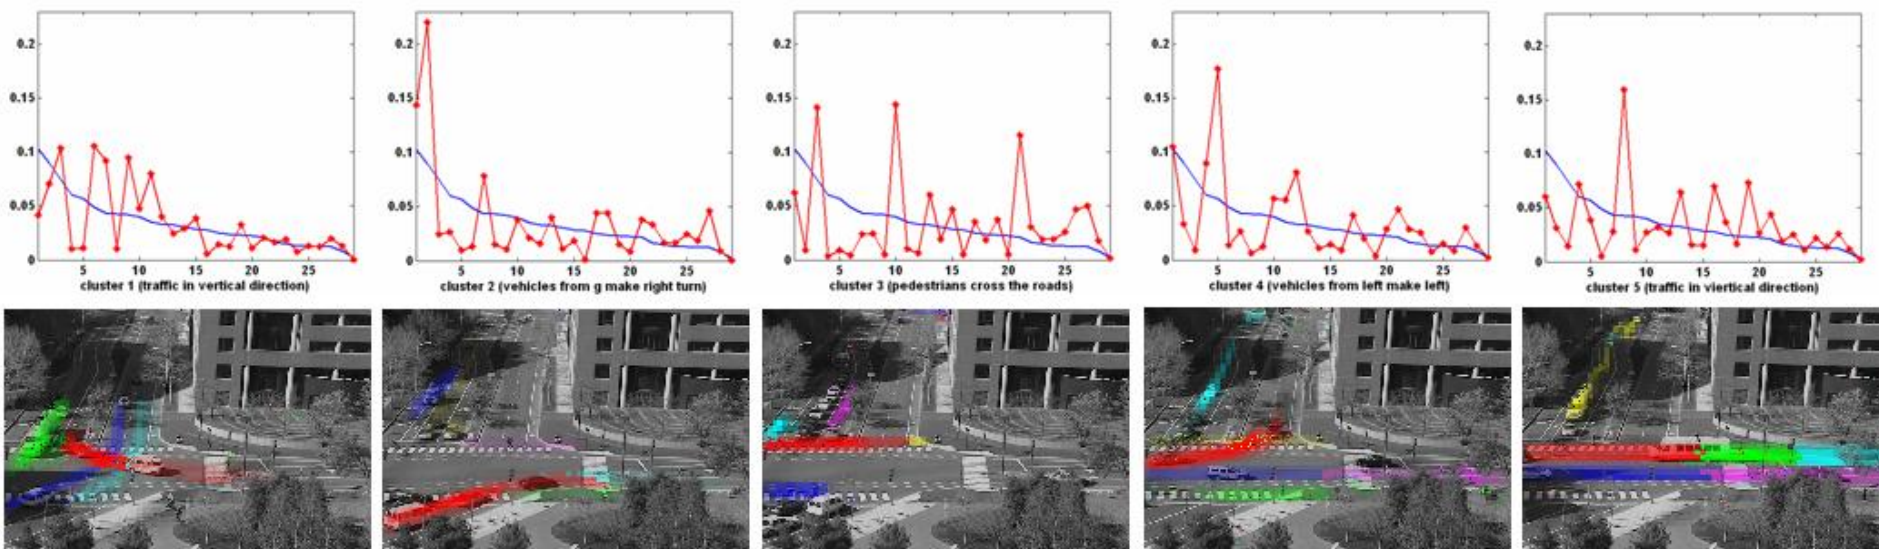 0.2
0.15
0.1
0.05
0
5 10 15 20 25
cluster 1 (traffic in vertical direction)
0.2
0.15
0.1
0.05
0
5 10 15 20 25
cluster 2 (vehicles from g make right turn)
0.2
0.15
0.1
0.05
0
5 10 15 20 25
cluster 3 (pedestrians cross the roads)
0.2
0.15
0.1
0.05
0
5 10 15 20 25
cluster 4 (vehicles from left make left)
0.2
0.15
0.1
0.05
0
5 10 15 20 25
cluster 5 (traffic in viertical direction)